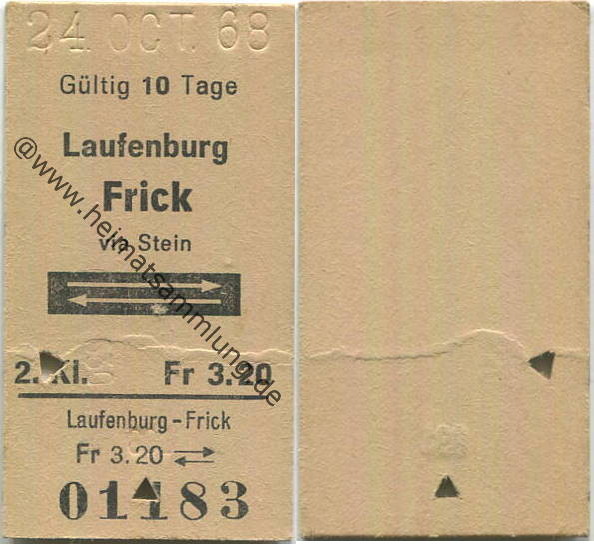 24. OCT. 68
Gültig 10 Tage
Laufenburg
Frick
via Stein
2. Kl. Fr 3.20
Laufenburg-Frick
Fr 3.20 ⇄
01183
@www.heimatsammlung.de